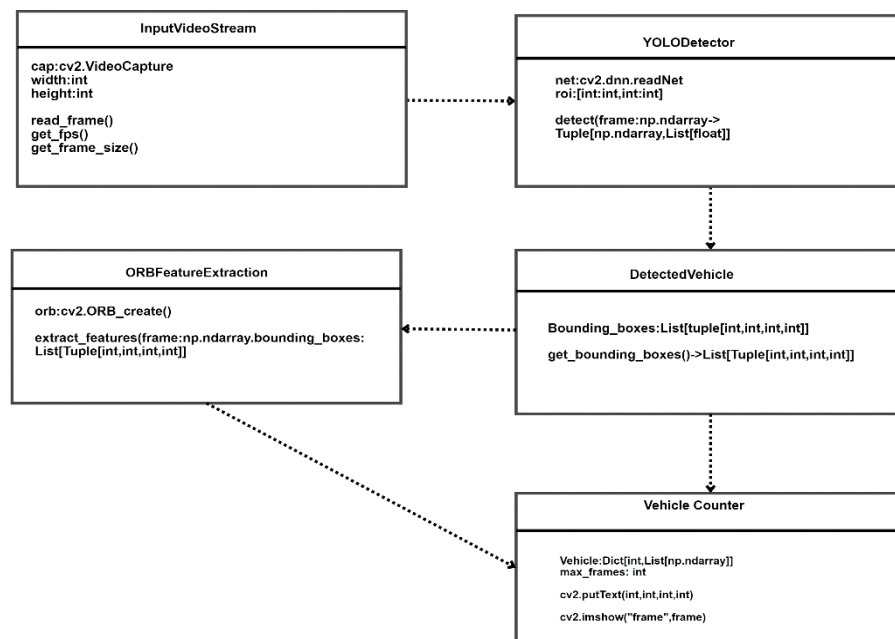 InputVideoStream
cap:cv2.VideoCapture
width:int
height:int
read_frame()
get_fps()
get_frame_size()
YOLODetector
net:cv2.dnn.readNet
roi:[int:int,int:int]
detect(frame:np.ndarray->
Tuple[np.ndarray,List[float]]
ORBFeatureExtraction
orb:cv2.ORB_create()
extract_features(frame:np.ndarray.bounding_boxes:
List[Tuple[int,int,int,int]]
DetectedVehicle
Bounding_boxes:List[tuple[int,int,int,int]]
get_bounding_boxes()->List[Tuple[int,int,int,int]]
Vehicle Counter
Vehicle:Dict[int,List[np.ndarray]]
max_frames: int
cv2.putText(int,int,int,int)
cv2.imshow("frame",frame)